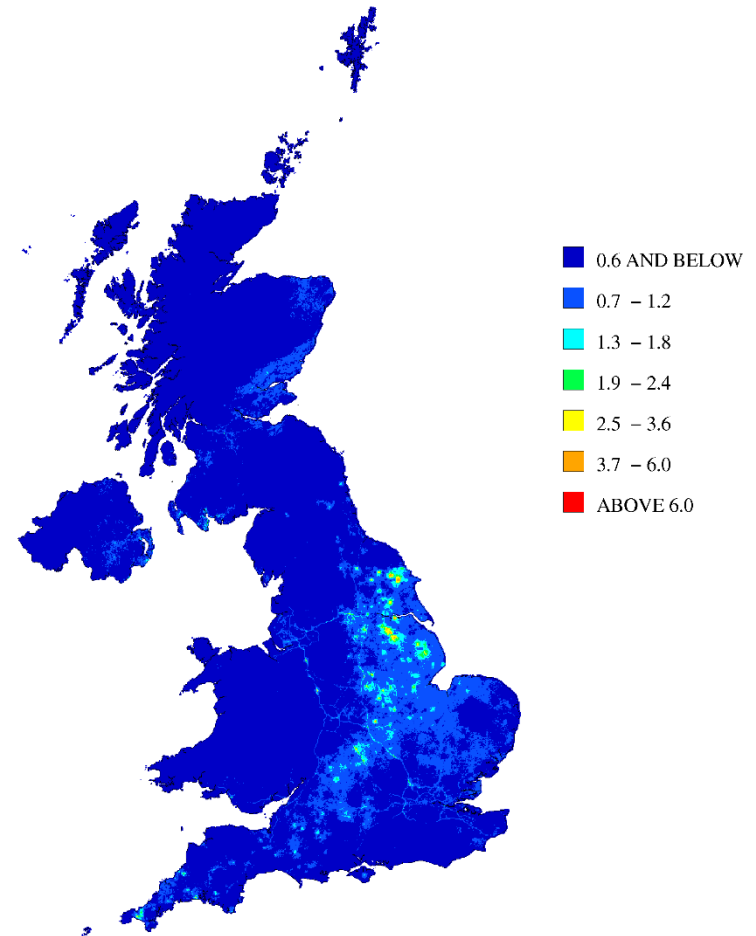 0.6 AND BELOW
0.7 – 1.2
1.3 – 1.8
1.9 – 2.4
2.5 – 3.6
3.7 – 6.0
ABOVE 6.0